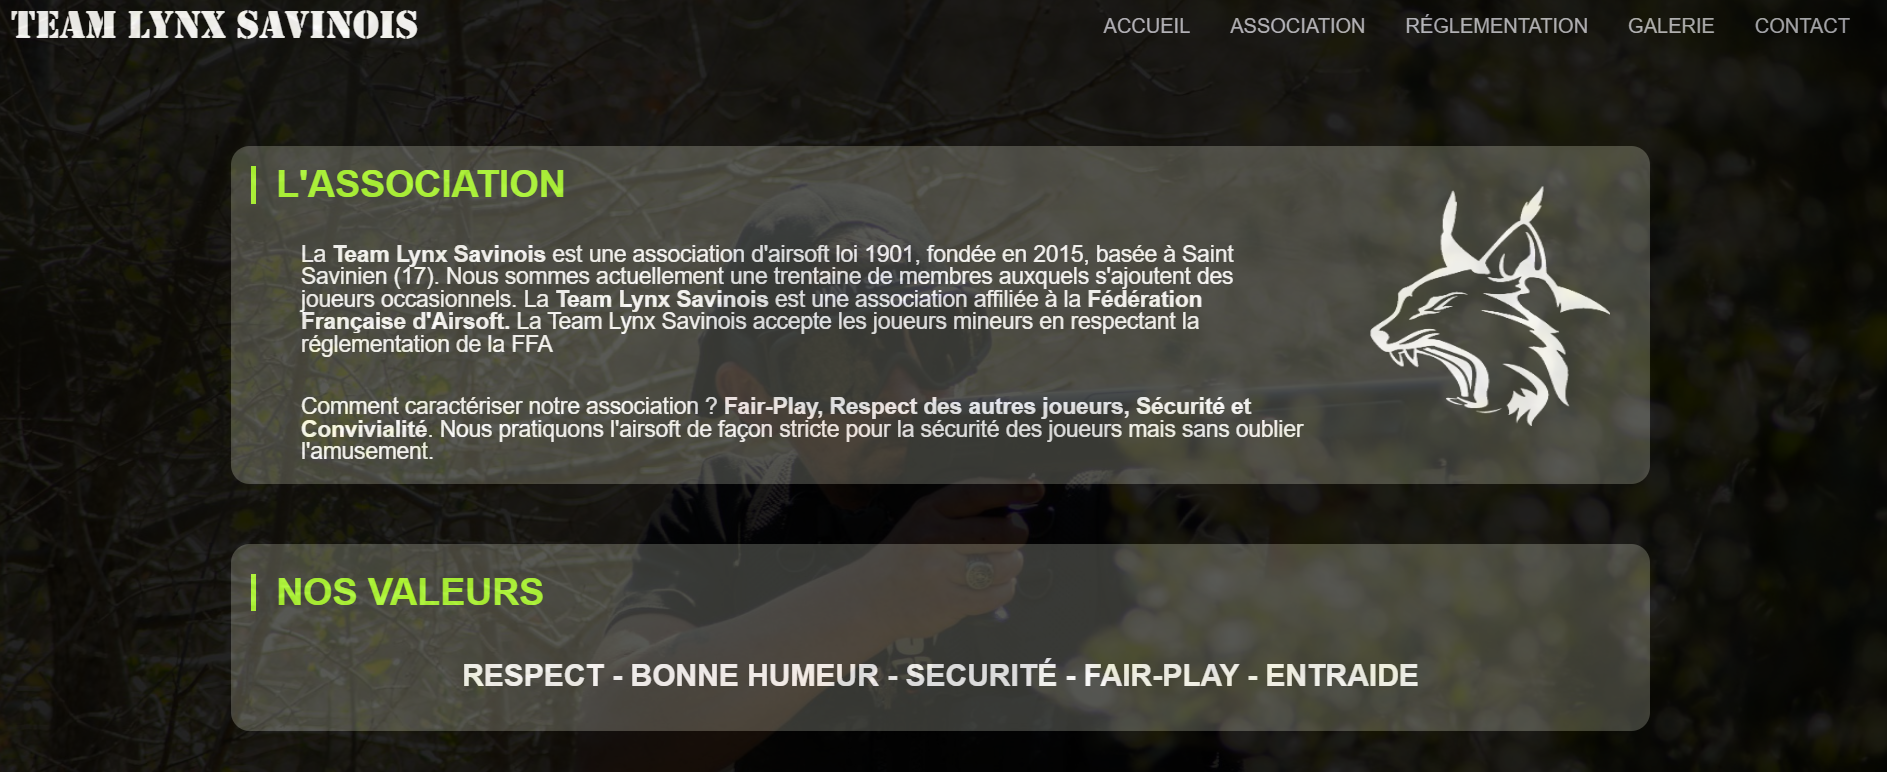 TEAM LYNX SAVINOIS
ACCUEIL ASSOCIATION RÉGLEMENTATION GALERIE CONTACT
L'ASSOCIATION
La Team Lynx Savinois est une association d'airsoft loi 1901, fondée en 2015, basée à Saint
Savinien (17). Nous sommes actuellement une trentaine de membres auxquels s'ajoutent des
joueurs occasionnels. La Team Lynx Savinois est une association affiliée à la Fédération
Française d'Airsoft. La Team Lynx Savinois accepte les joueurs mineurs en respectant la
réglementation de la FFA
Comment caractériser notre association ? Fair-Play, Respect des autres joueurs, Sécurité et
Convivialité. Nous pratiquons l'airsoft de façon stricte pour la sécurité des joueurs mais sans oublier
l'amusement.
NOS VALEURS
RESPECT - BONNE HUMEUR - SECURITÉ - FAIR-PLAY - ENTRAIDE